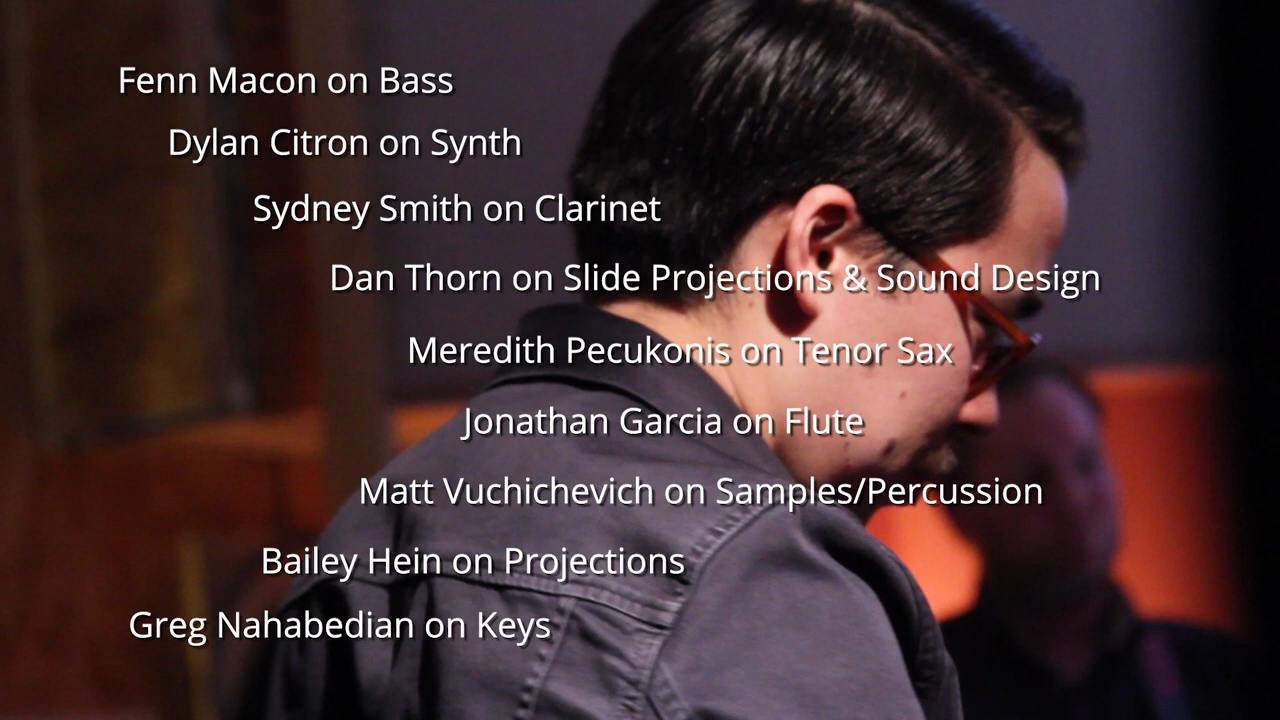 Fenn Macon on Bass
Dylan Citron on Synth
Sydney Smith on Clarinet
Dan Thorn on Slide Projections & Sound Design
Meredith Pecukonis on Tenor Sax
Jonathan Garcia on Flute
Matt Vuchichevich on Samples/Percussion
Bailey Hein on Projections
Greg Nahabedian on Keys